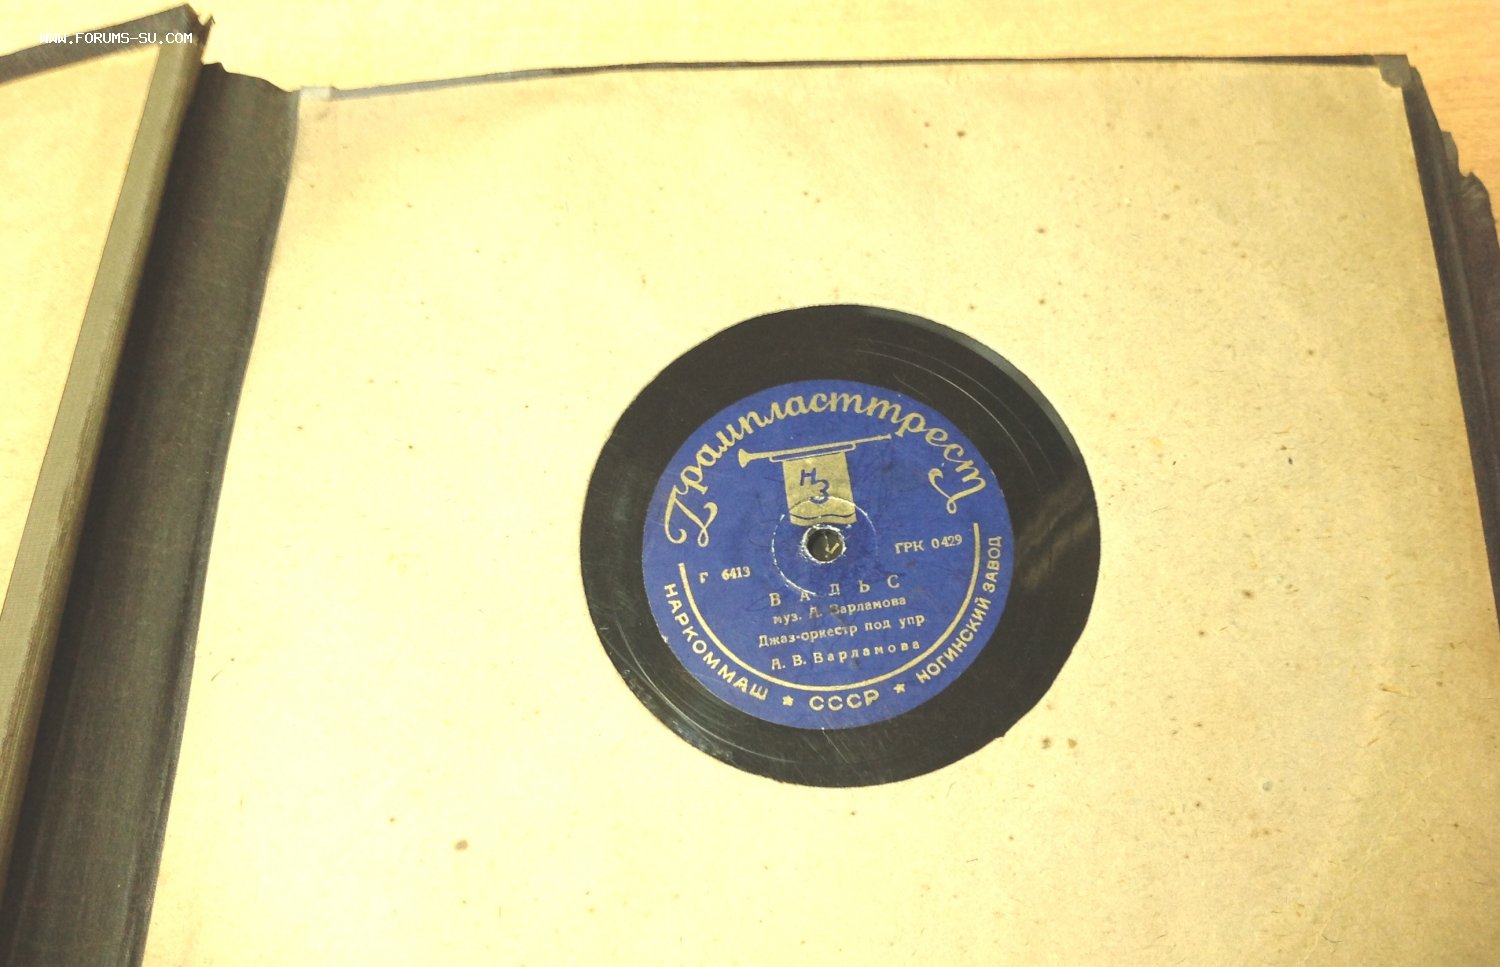 WWW.FORUMS-SU.COM
Грампласттрест
НЗ
Г 6413
ГРК 0429
ВАЛЬС
муз. А. Варламова
Джаз-оркестр под упр
А. В. Варламова
НАРКОММАШ ★ СССР ★ НОГИНСКИЙ ЗАВОД